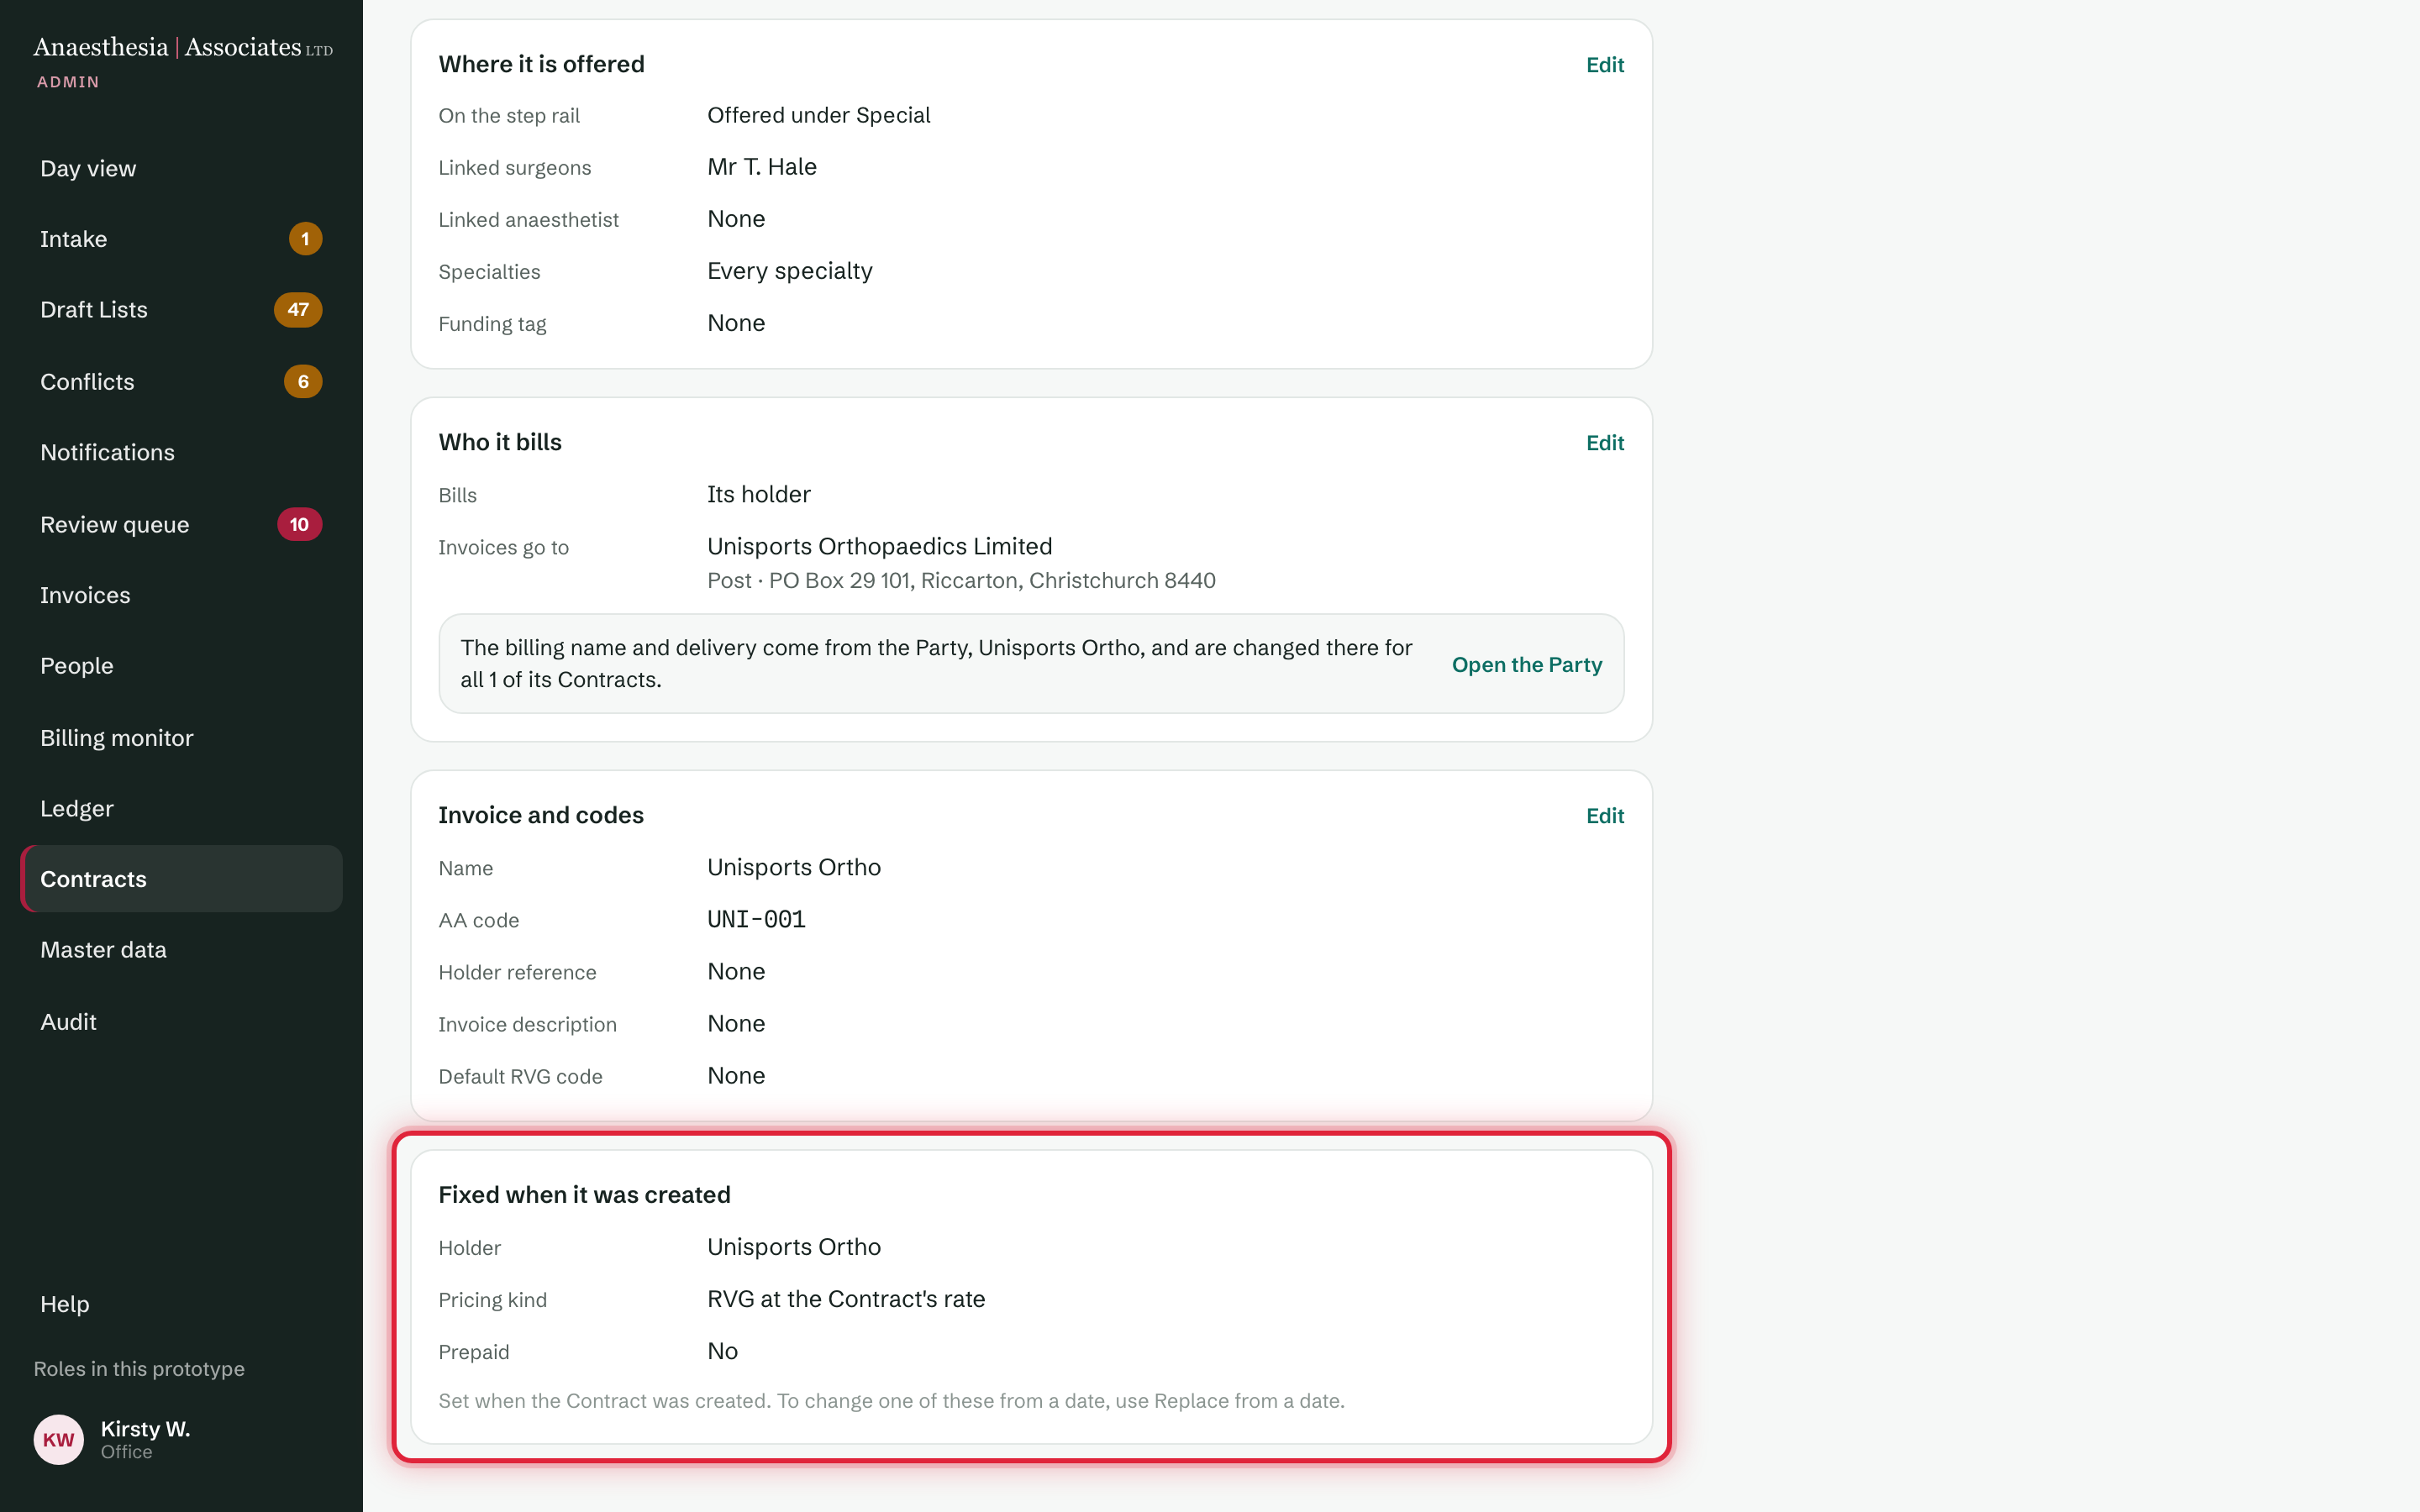 Anaesthesia | Associates LTD
ADMIN
Day view
Intake 1
Draft Lists 47
Conflicts 6
Notifications
Review queue 10
Invoices
People
Billing monitor
Ledger
Contracts
Master data
Audit
Help
Roles in this prototype
KW
Kirsty W.
Office
Where it is offered Edit
On the step rail Offered under Special
Linked surgeons Mr T. Hale
Linked anaesthetist None
Specialties Every specialty
Funding tag None
Who it bills Edit
Bills Its holder
Invoices go to Unisports Orthopaedics Limited
Post · PO Box 29 101, Riccarton, Christchurch 8440
The billing name and delivery come from the Party, Unisports Ortho, and are changed there for
all 1 of its Contracts.
Open the Party
Invoice and codes Edit
Name Unisports Ortho
AA code UNI-001
Holder reference None
Invoice description None
Default RVG code None
Fixed when it was created
Holder Unisports Ortho
Pricing kind RVG at the Contract's rate
Prepaid No
Set when the Contract was created. To change one of these from a date, use Replace from a date.